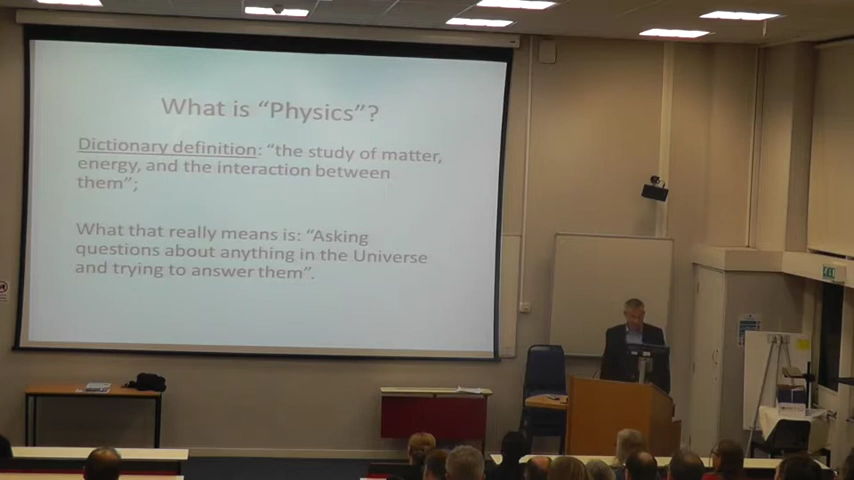 What is “Physics”?
Dictionary definition: “the study of matter,
energy, and the interaction between
them”;
What that really means is: “Asking
questions about anything in the Universe
and trying to answer them”.